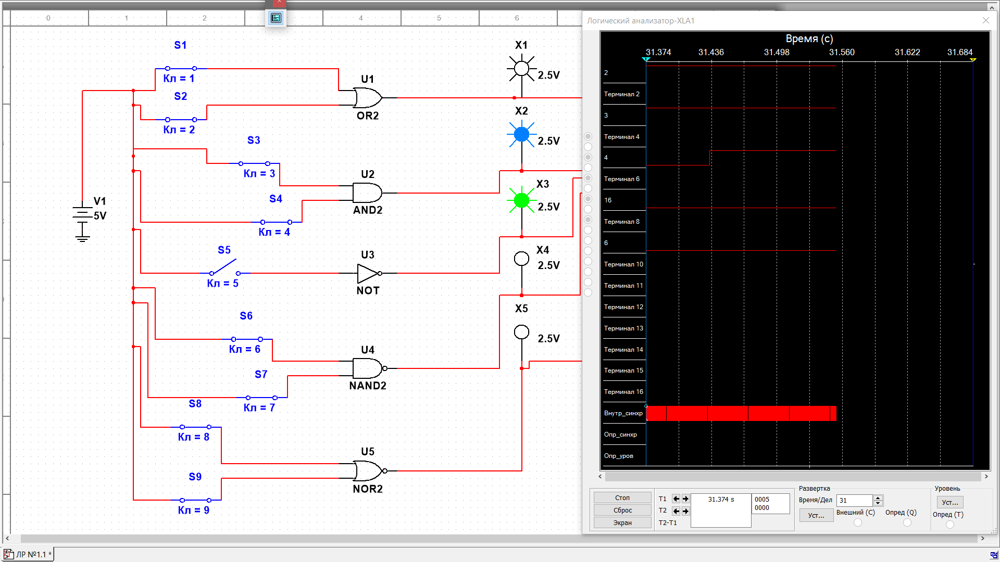 0 1 2 4 5 6
S1
Кл = 1
S2
Кл = 2
S3
Кл = 3
S4
Кл = 4
S5
Кл = 5
S6
Кл = 6
S7
Кл = 7
S8
Кл = 8
S9
Кл = 9
V1
5V
U1
OR2
U2
AND2
U3
NOT
U4
NAND2
U5
NOR2
X1
2.5V
X2
2.5V
X3
2.5V
X4
2.5V
X5
2.5V
Логический анализатор-XLA1
Время (с)
31.374 31.436 31.498 31.560 31.622 31.684
2
Терминал 2
3
Терминал 4
4
Терминал 6
16
Терминал 8
6
Терминал 10
Терминал 11
Терминал 12
Терминал 13
Терминал 14
Терминал 15
Терминал 16
Внутр_синхр
Опр_синхр
Опр_уров
Стоп
Сброс
Экран
T1
T2
T2-T1
31.374 s
0005
0000
Развертка
Время/Дел 31
Уст...
Внешний (C)
Опред (Q)
Уровень
Уст...
Опред (T)
ЛР №1.1 *